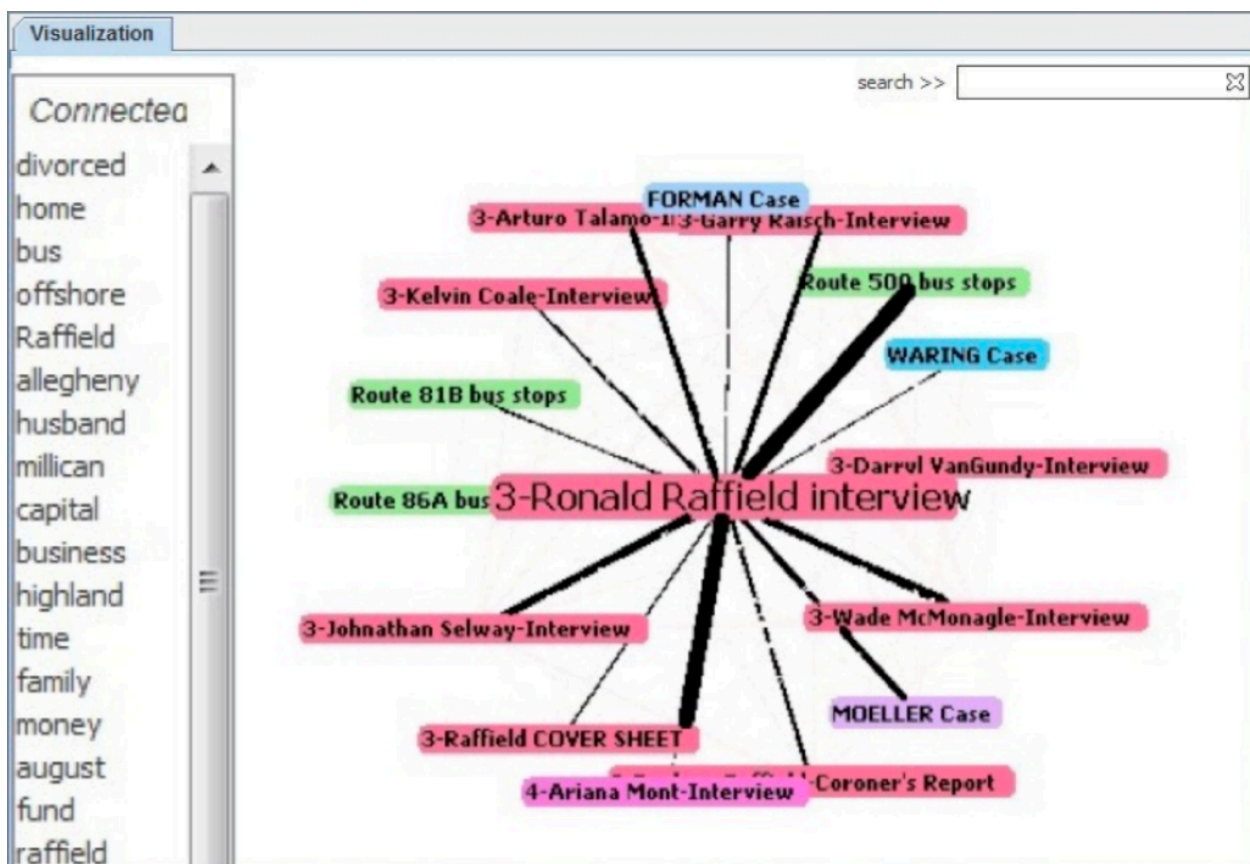 Visualization
search >>
Connected
divorced
home
bus
offshore
Raffield
allegheny
husband
millican
capital
business
highland
time
family
money
august
fund
raffield
FORMAN Case
3-Arturo Talamo-I
3-Garry Raisch-Interview
3-Kelvin Coale-Interview
Route 500 bus stops
WARING Case
Route 81B bus stops
3-Darryl VanGundy-Interview
Route 86A bus
3-Ronald Raffield interview
3-Johnathan Selway-Interview
3-Wade McMonagle-Interview
MOELLER Case
3-Raffield COVER SHEET
4-Ariana Mont-Interview
-Coroner's Report